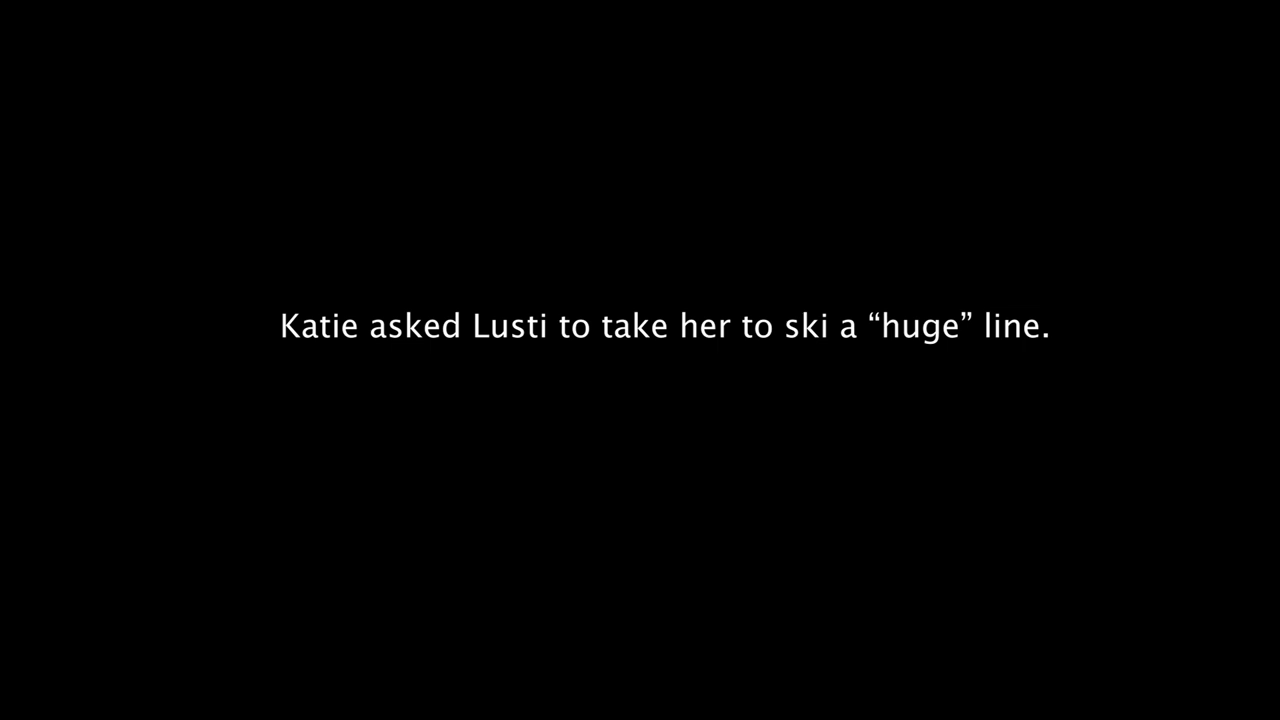 Katie asked Lusti to take her to ski a “huge” line.